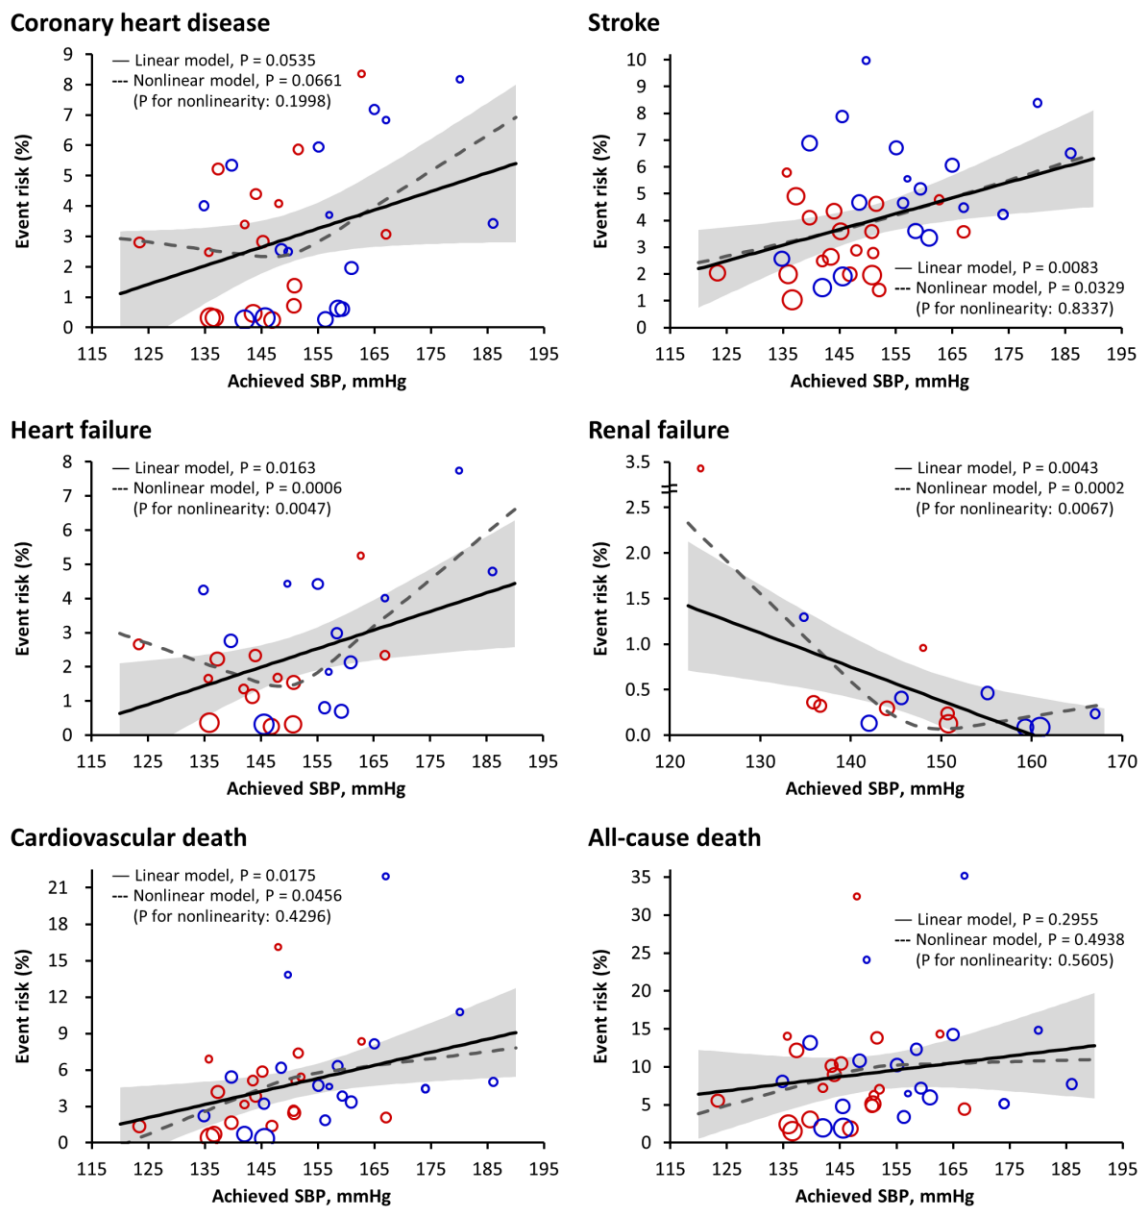 Coronary heart disease
9
8
7
6
5
4
3
2
1
0
Event risk (%)
— Linear model, P = 0.0535
--- Nonlinear model, P = 0.0661
(P for nonlinearity: 0.1998)
115 125 135 145 155 165 175 185 195
Achieved SBP, mmHg
Stroke
10
9
8
7
6
5
4
3
2
1
0
Event risk (%)
— Linear model, P = 0.0083
--- Nonlinear model, P = 0.0329
(P for nonlinearity: 0.8337)
115 125 135 145 155 165 175 185 195
Achieved SBP, mmHg
Heart failure
8
7
6
5
4
3
2
1
0
Event risk (%)
— Linear model, P = 0.0163
--- Nonlinear model, P = 0.0006
(P for nonlinearity: 0.0047)
115 125 135 145 155 165 175 185 195
Achieved SBP, mmHg
Renal failure
3.5
2.5
1.5
1.0
0.5
0.0
Event risk (%)
— Linear model, P = 0.0043
--- Nonlinear model, P = 0.0002
(P for nonlinearity: 0.0067)
120 130 140 150 160 170
Achieved SBP, mmHg
Cardiovascular death
21
18
15
12
9
6
3
0
Event risk (%)
— Linear model, P = 0.0175
--- Nonlinear model, P = 0.0456
(P for nonlinearity: 0.4296)
115 125 135 145 155 165 175 185 195
Achieved SBP, mmHg
All-cause death
35
30
25
20
15
10
5
0
Event risk (%)
— Linear model, P = 0.2955
--- Nonlinear model, P = 0.4938
(P for nonlinearity: 0.5605)
115 125 135 145 155 165 175 185 195
Achieved SBP, mmHg